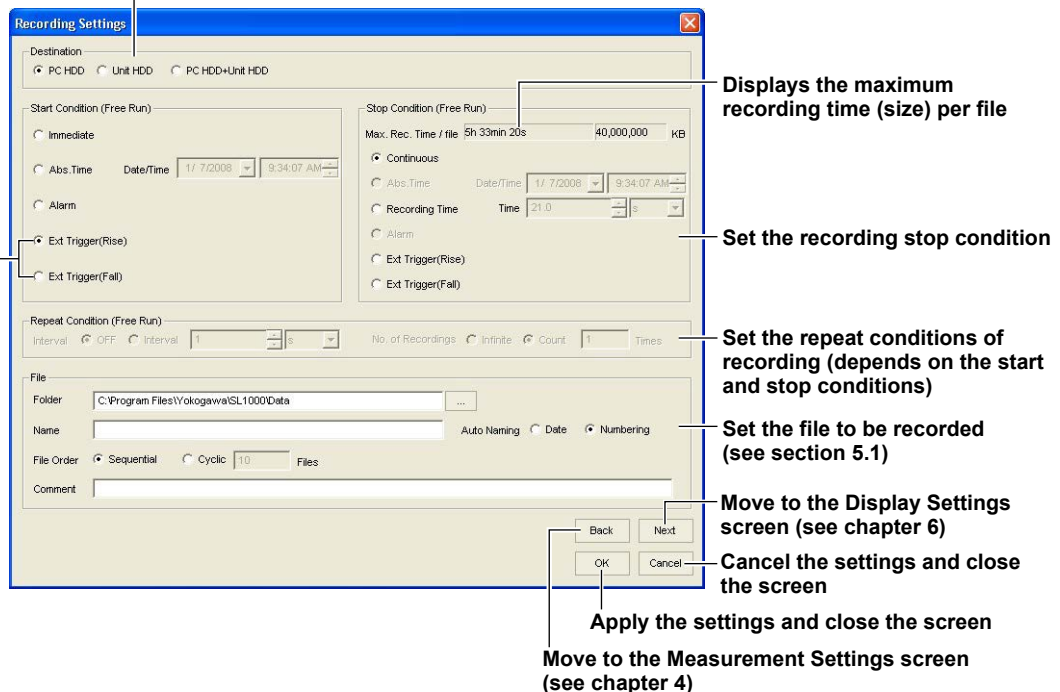 Recording Settings
Destination
PC HDD Unit HDD PC HDD+Unit HDD
Start Condition (Free Run)
Immediate
Abs.Time Date/Time 1/ 7/2008 9:34:07 AM
Alarm
Ext Trigger(Rise)
Ext Trigger(Fall)
Stop Condition (Free Run)
Max. Rec. Time / file 5h 33min 20s 40,000,000 KB
Continuous
Abs.Time Date/Time 1/ 7/2008 9:34:07 AM
Recording Time Time 21.0 s
Alarm
Ext Trigger(Rise)
Ext Trigger(Fall)
Repeat Condition (Free Run)
Interval OFF Interval 1 s No. of Recordings Infinite Count 1 Times
File
Folder C:\Program Files\Yokogawa\SL1000\Data ...
Name Auto Naming Date Numbering
File Order Sequential Cyclic 10 Files
Comment
Back Next
OK Cancel
Displays the maximum
recording time (size) per file
Set the recording stop condition
Set the repeat conditions of
recording (depends on the start
and stop conditions)
Set the file to be recorded
(see section 5.1)
Move to the Display Settings
screen (see chapter 6)
Cancel the settings and close
the screen
Apply the settings and close the screen
Move to the Measurement Settings screen
(see chapter 4)